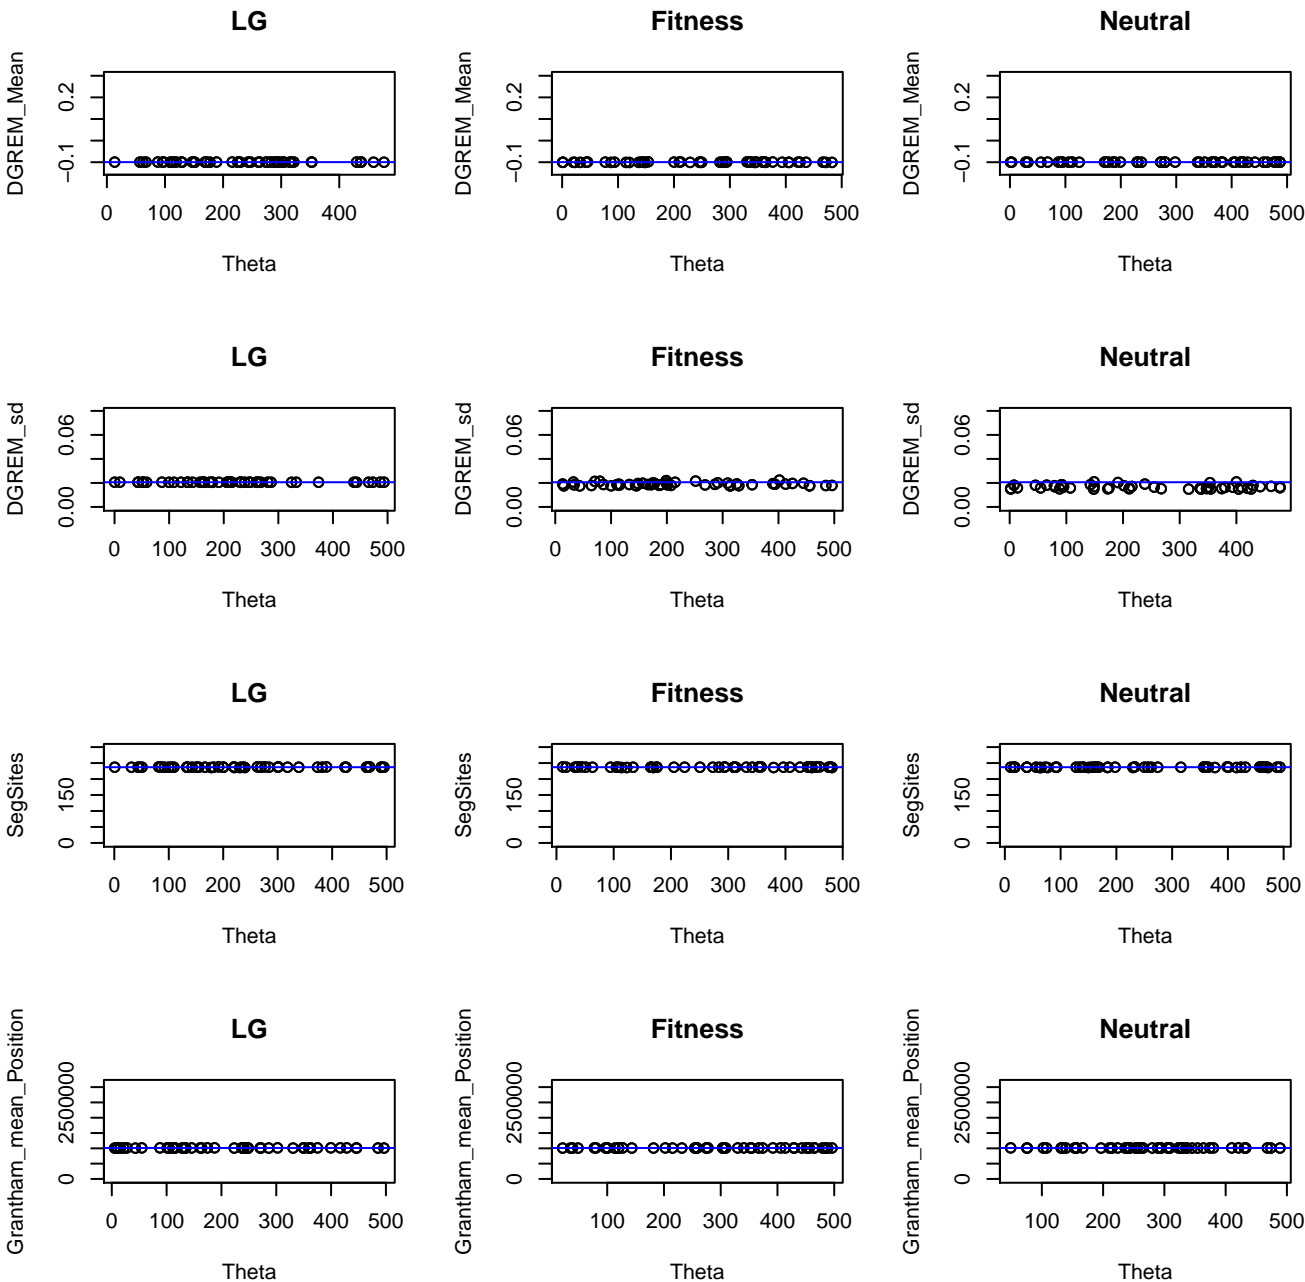 LG Fitness Neutral
DGREM_Mean DGREM_Mean DGREM_Mean
0.2 0.2 0.2
−0.1 −0.1 −0.1
0 100 200 300 400 0 100 200 300 400 500 0 100 200 300 400 500
Theta Theta Theta
LG Fitness Neutral
DGREM_sd DGREM_sd DGREM_sd
0.06 0.06 0.06
0.00 0.00 0.00
0 100 200 300 400 500 0 100 200 300 400 500 0 100 200 300 400
Theta Theta Theta
LG Fitness Neutral
SegSites SegSites SegSites
150 150 150
0 0 0
0 100 200 300 400 500 0 100 200 300 400 500 0 100 200 300 400 500
Theta Theta Theta
LG Fitness Neutral
Grantham_mean_Position Grantham_mean_Position Grantham_mean_Position
2500000 2500000 2500000
0 0 0
0 100 200 300 400 500 100 200 300 400 500 100 200 300 400 500
Theta Theta Theta